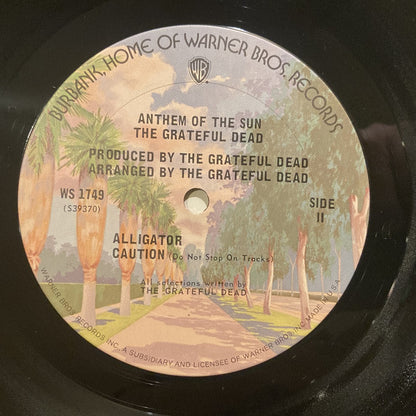 BURBANK, HOME OF WARNER BROS. RECORDS
WB
ANTHEM OF THE SUN
THE GRATEFUL DEAD
PRODUCED BY THE GRATEFUL DEAD
ARRANGED BY THE GRATEFUL DEAD
WS 1749
(S39370)
SIDE
II
ALLIGATOR
CAUTION (Do Not Stop On Tracks)
All selections written by
THE GRATEFUL DEAD
WARNER BROS. RECORDS INC., A SUBSIDIARY AND LICENSEE OF WARNER BROS. INC. MADE IN U.S.A.